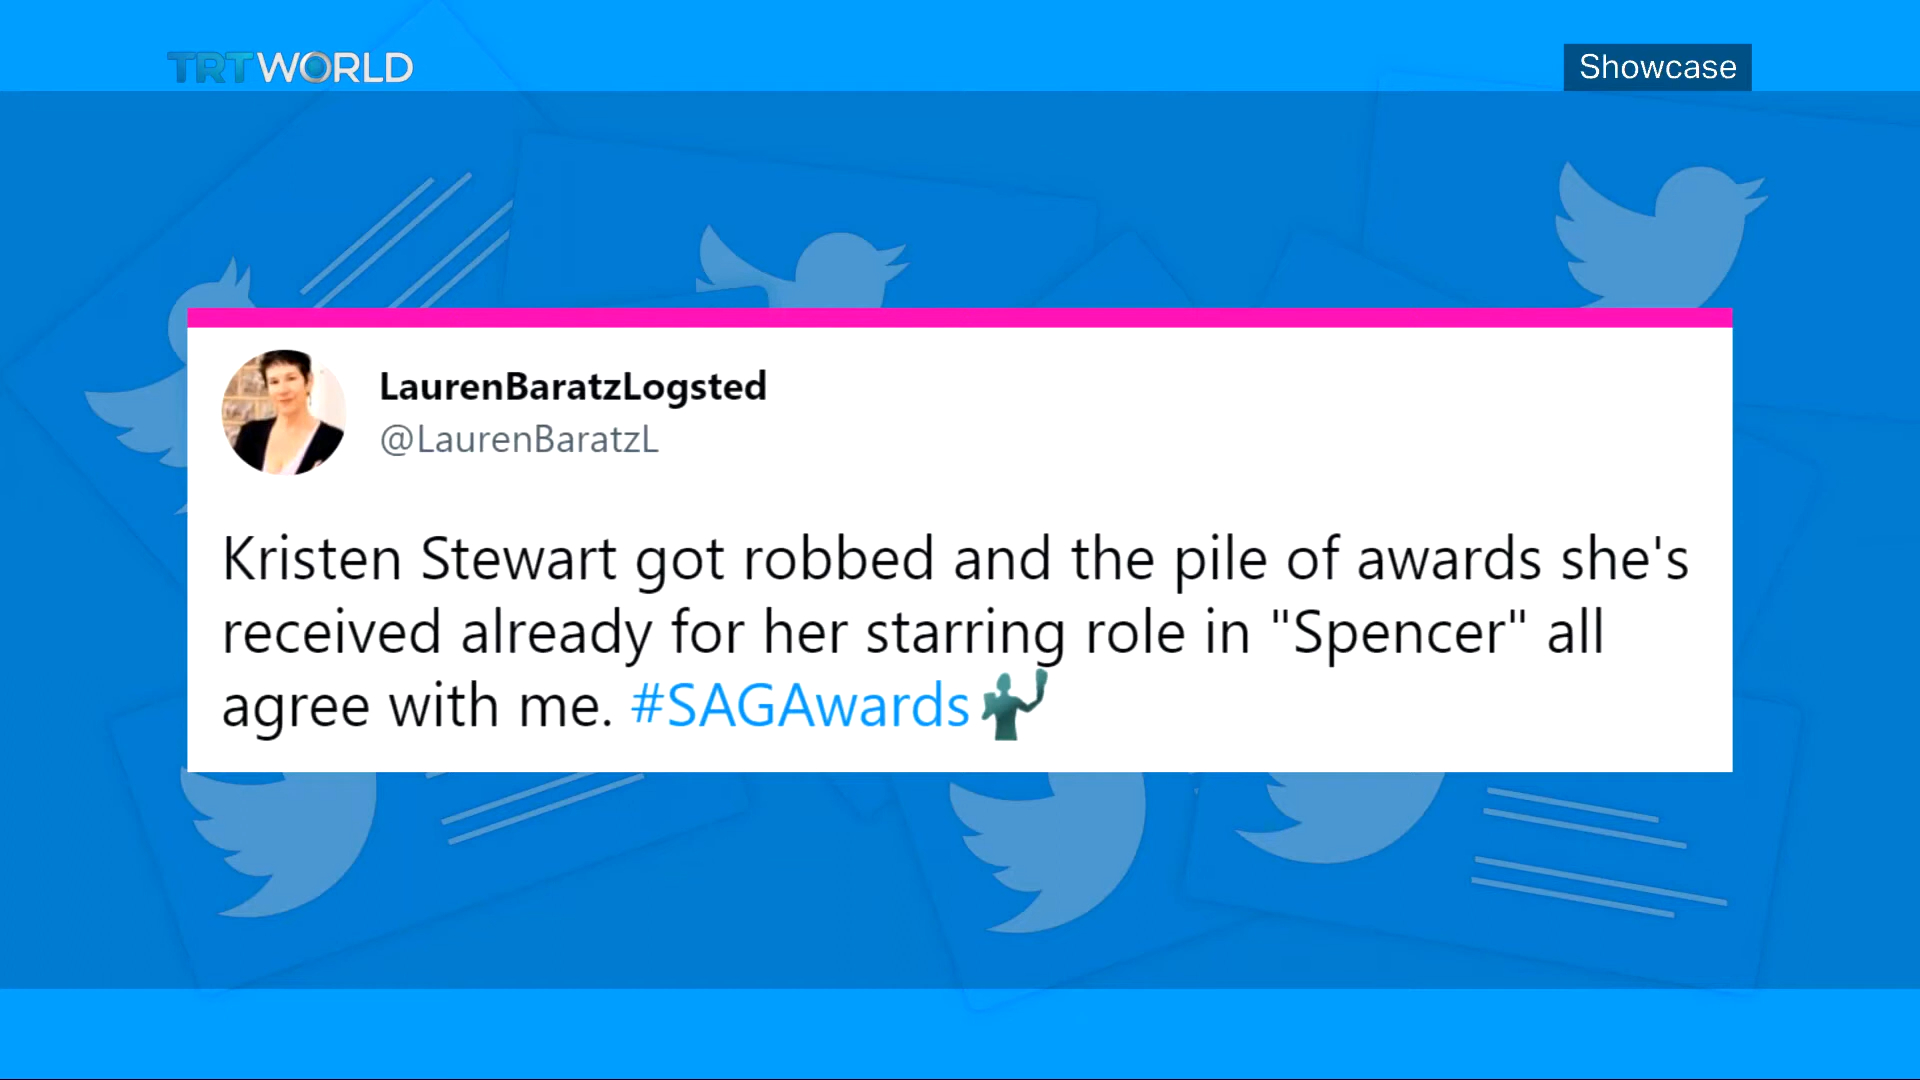 TRT WORLD
Showcase
LaurenBaratzLogsted
@LaurenBaratzL
Kristen Stewart got robbed and the pile of awards she's
received already for her starring role in "Spencer" all
agree with me. #SAGAwards